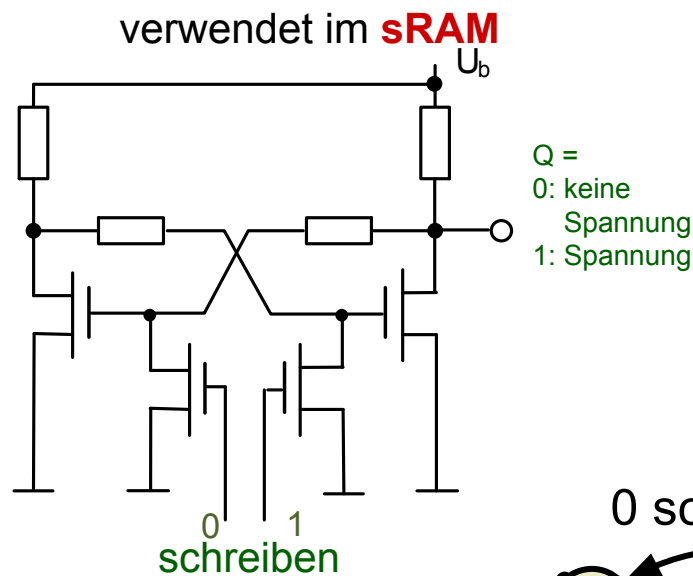 verwendet im sRAM
Ub
Q =
0: keine
Spannung
1: Spannung
0 1
schreiben
0 sc